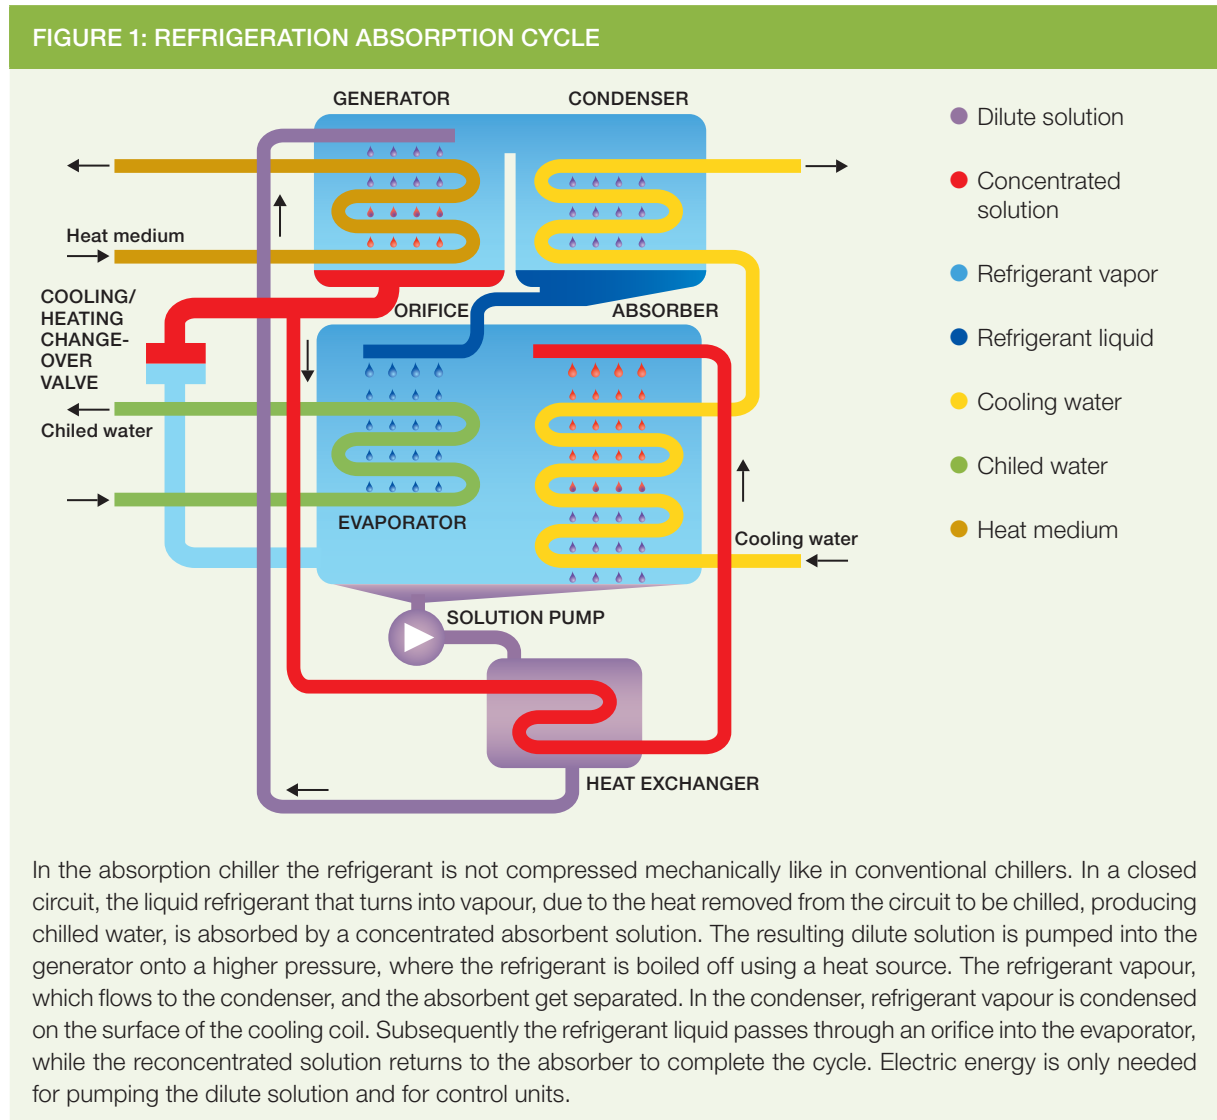 FIGURE 1: REFRIGERATION ABSORPTION CYCLE
GENERATOR
CONDENSER
Heat medium
COOLING/
HEATING
CHANGE-
OVER
VALVE
ORIFICE
ABSORBER
Chiled water
EVAPORATOR
Cooling water
SOLUTION PUMP
HEAT EXCHANGER
Dilute solution
Concentrated
solution
Refrigerant vapor
Refrigerant liquid
Cooling water
Chiled water
Heat medium
In the absorption chiller the refrigerant is not compressed mechanically like in conventional chillers. In a closed
circuit, the liquid refrigerant that turns into vapour, due to the heat removed from the circuit to be chilled, producing
chilled water, is absorbed by a concentrated absorbent solution. The resulting dilute solution is pumped into the
generator onto a higher pressure, where the refrigerant is boiled off using a heat source. The refrigerant vapour,
which flows to the condenser, and the absorbent get separated. In the condenser, refrigerant vapour is condensed
on the surface of the cooling coil. Subsequently the refrigerant liquid passes through an orifice into the evaporator,
while the reconcentrated solution returns to the absorber to complete the cycle. Electric energy is only needed
for pumping the dilute solution and for control units.